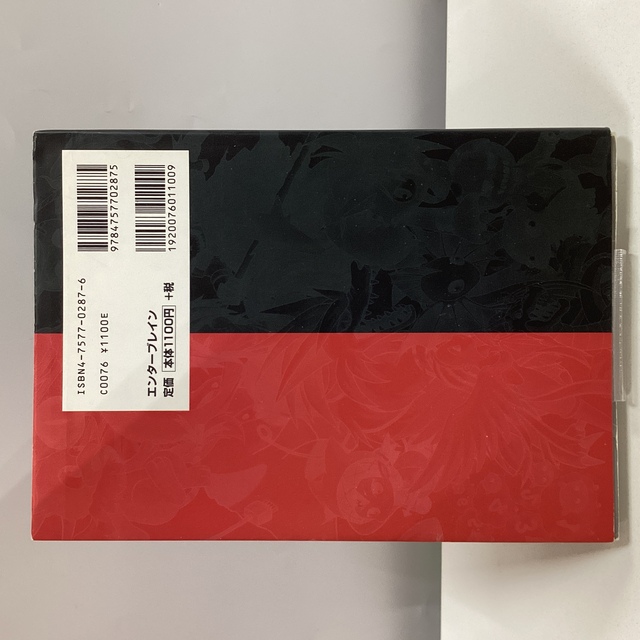 9784757702875
1920076011009
ISBN4-7577-0287-6
C0076 ¥1100E
エンターブレイン
定価 本体1100円 +税